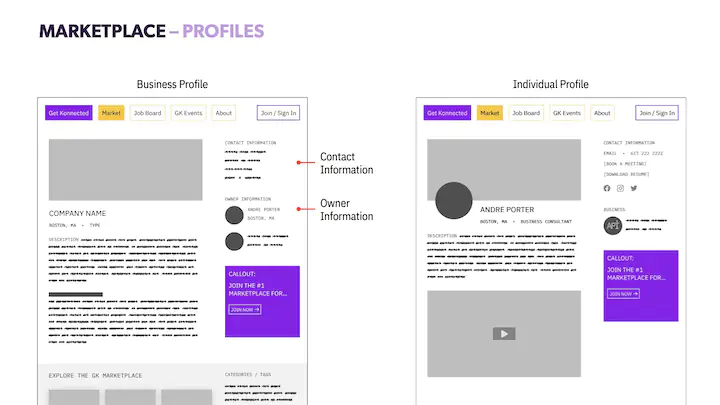 MARKETPLACE – PROFILES
Business Profile
Get Konnected
Market
Job Board
GK Events
About
Join / Sign In
CONTACT INFORMATION
OWNER INFORMATION
ANDRE PORTER
BOSTON, MA
COMPANY NAME
BOSTON, MA • TYPE
DESCRIPTION
CALLOUT:
JOIN THE #1
MARKETPLACE FOR...
JOIN NOW →
EXPLORE THE GK MARKETPLACE
CATEGORIES / TAGS
Contact
Information
Owner
Information
Individual Profile
Get Konnected
Market
Job Board
GK Events
About
Join / Sign In
ANDRE PORTER
BOSTON, MA • BUSINESS CONSULTANT
DESCRIPTION
CONTACT INFORMATION
EMAIL • 617 222 2222
[BOOK A MEETING]
[DOWNLOAD RESUME]
BUSINESS
API
CALLOUT:
JOIN THE #1
MARKETPLACE FOR...
JOIN NOW →